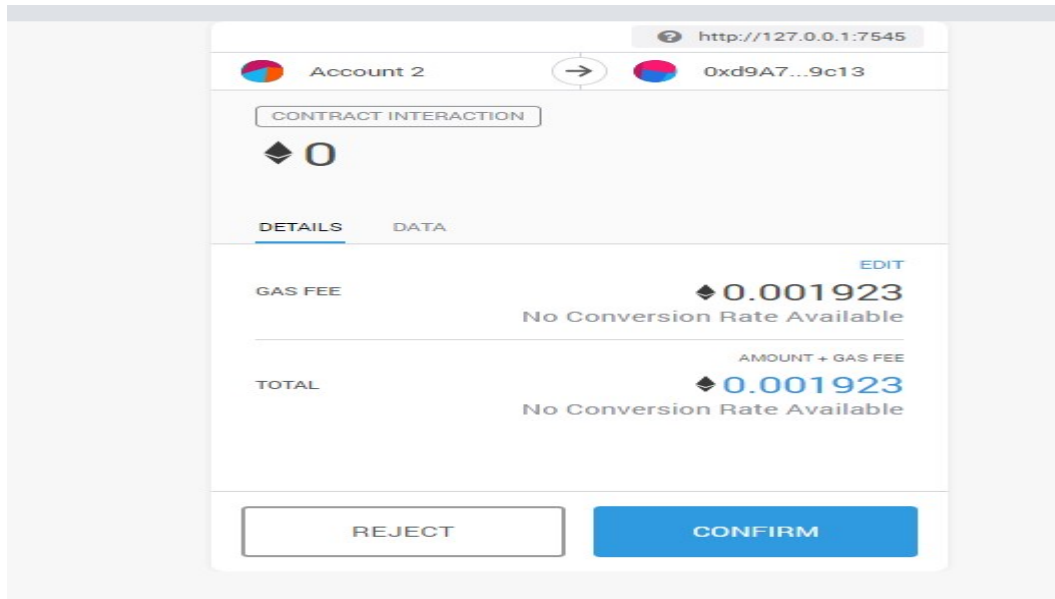 http://127.0.0.1:7545
Account 2 0xd9A7...9c13
CONTRACT INTERACTION
0
DETAILS DATA
EDIT
GAS FEE 0.001923
No Conversion Rate Available
AMOUNT + GAS FEE
TOTAL 0.001923
No Conversion Rate Available
REJECT CONFIRM